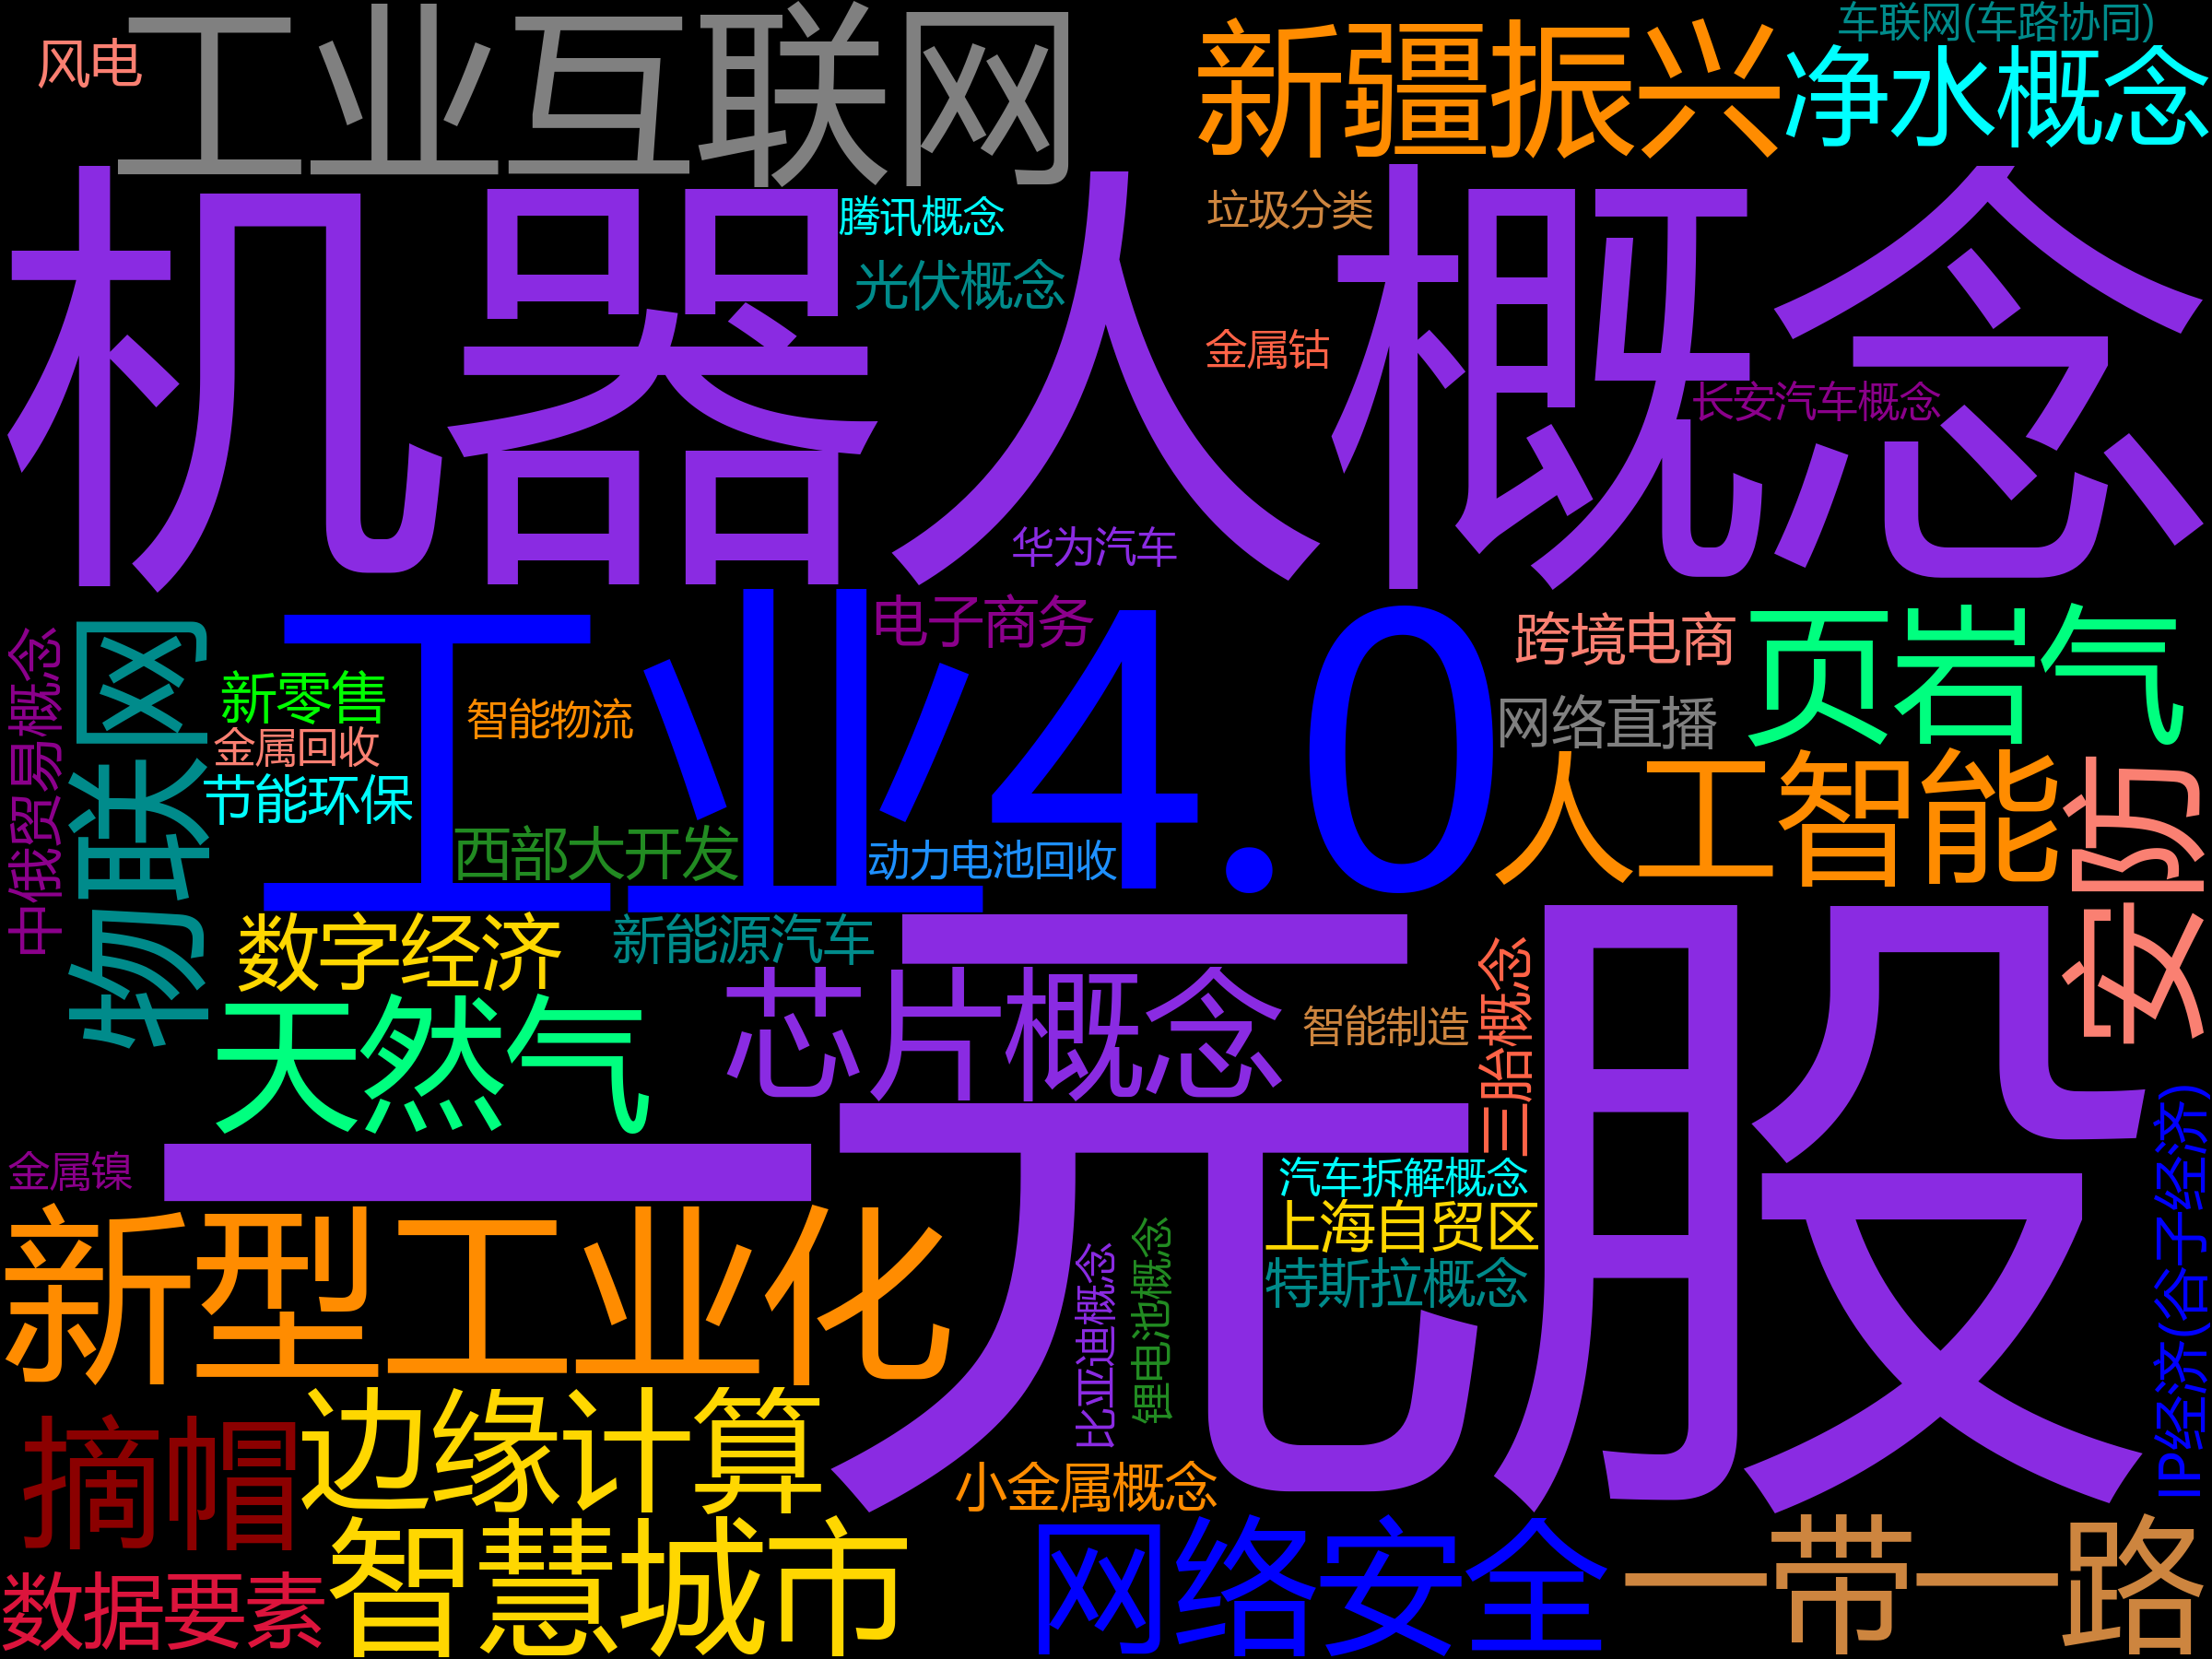 车联网(车路协同)
风电
工业互联网
新疆振兴
净水概念
腾讯概念
垃圾分类
光伏概念
机器人概念
金属钴
长安汽车概念
华为汽车
电子商务
跨境电商
页岩气
中俄贸易概念
物联网
新零售
智能物流
网络直播
金属回收
工业4.0
节能环保
人工智能
西部大开发
动力电池回收
安防
数字经济
新能源汽车
芯片概念
智能制造
三胎概念
天然气
金属镍
一元股
汽车拆解概念
上海自贸区
特斯拉概念
新型工业化
比亚迪概念
锂电池概念
IP经济(谷子经济)
边缘计算
摘帽
小金属概念
数据要素
智慧城市
网络安全
一带一路